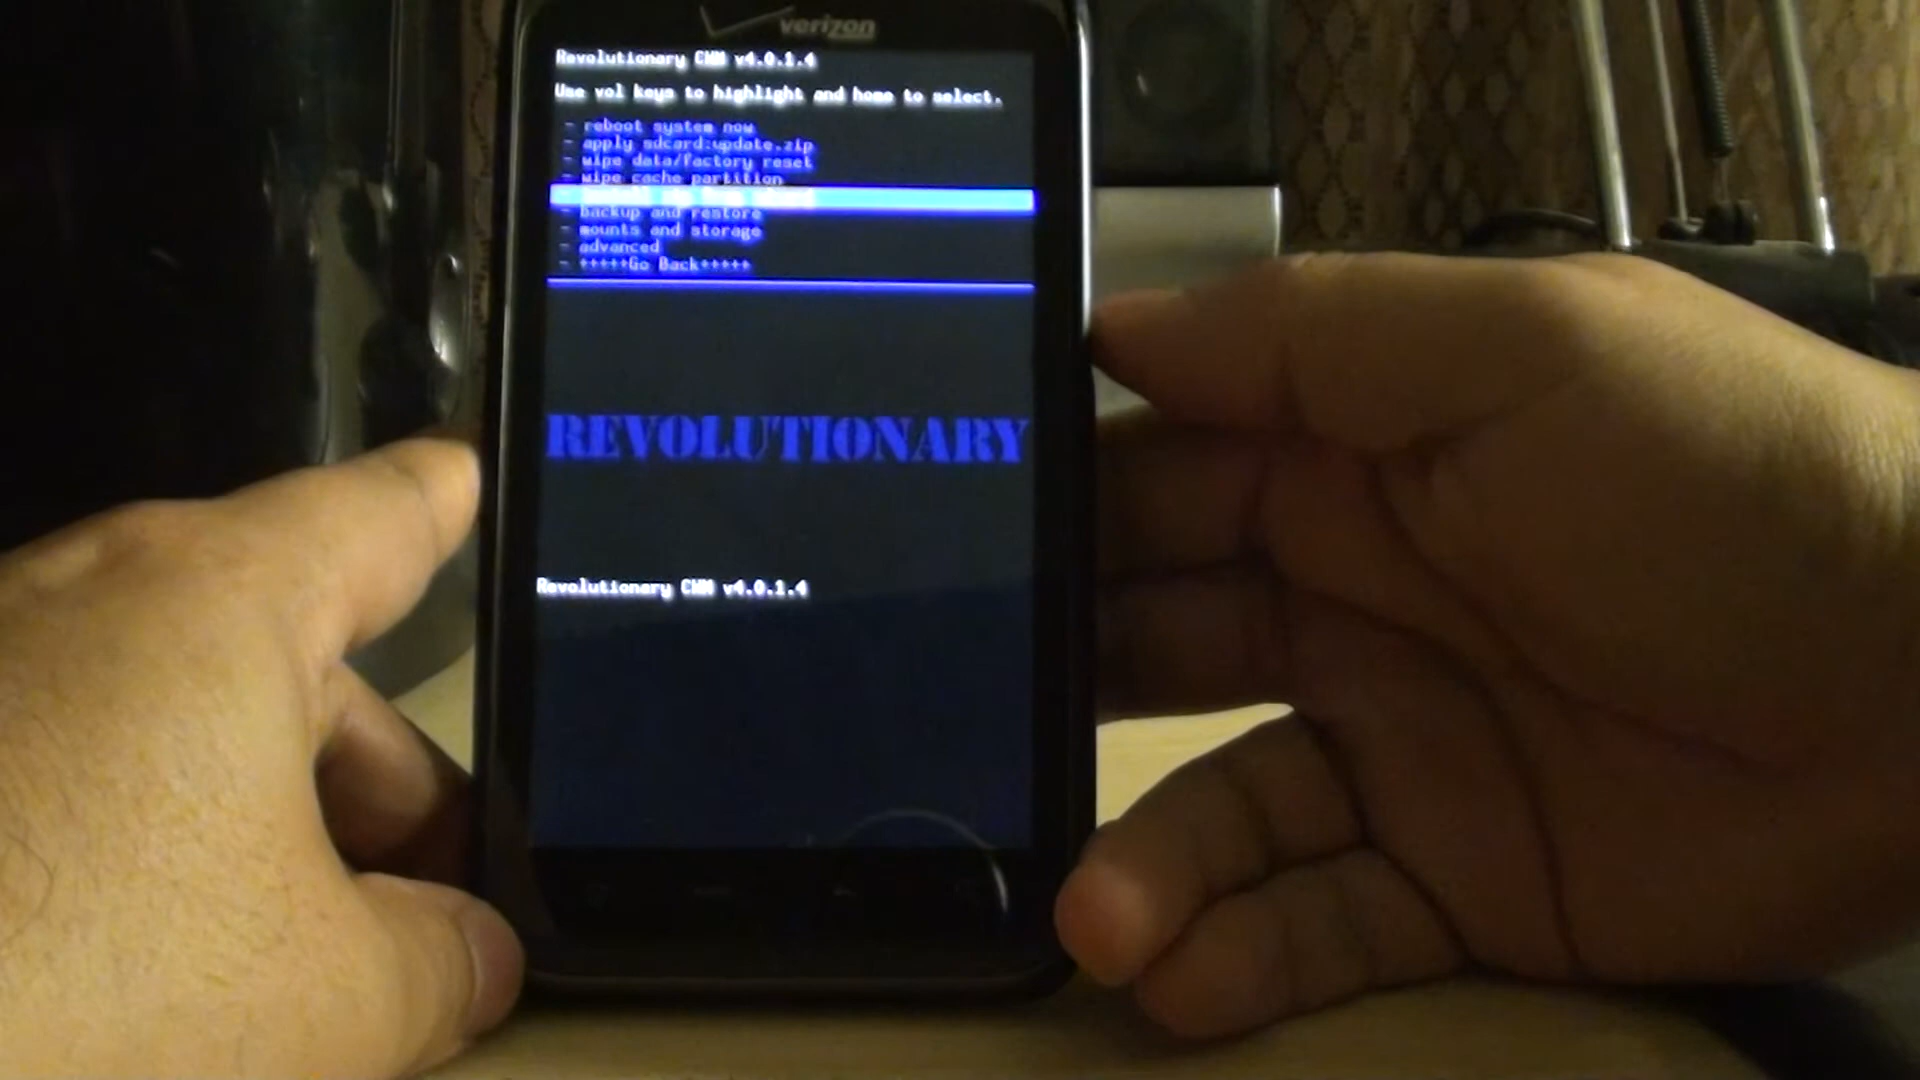 verizon
Revolutionary CWM v4.0.1.4
Use vol keys to highlight and home to select.
- reboot system now
- apply sdcard:update.zip
- wipe data/factory reset
- wipe cache partition
- backup and restore
- mounts and storage
- advanced
- +++++Go Back+++++
REVOLUTIONARY
Revolutionary CWM v4.0.1.4